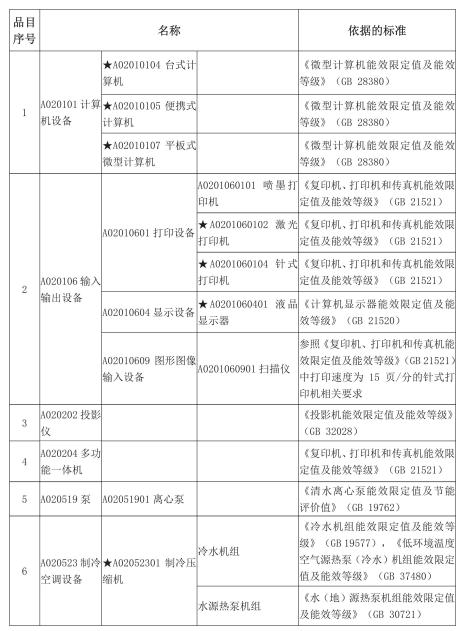 品目
序号
名称
依据的标准
1
A020101 计算
机设备
★A02010104 台式计
算机
《微型计算机能效限定值及能效
等级》（GB 28380）
★A02010105 便携式
计算机
《微型计算机能效限定值及能效
等级》（GB 28380）
★A02010107 平板式
微型计算机
《微型计算机能效限定值及能效
等级》（GB 28380）
2
A020106 输入
输出设备
A02010601 打印设备
A0201060101 喷墨打
印机
《复印机、打印机和传真机能效限
定值及能效等级》（GB 21521）
★A0201060102 激光
打印机
《复印机、打印机和传真机能效限
定值及能效等级》（GB 21521）
★A0201060104 针式
打印机
《复印机、打印机和传真机能效限
定值及能效等级》（GB 21521）
A02010604 显示设备
★A0201060401 液晶
显示器
《计算机显示器能效限定值及能
效等级》（GB 21520）
A02010609 图形图像
输入设备
A0201060901 扫描仪
参照《复印机、打印机和传真机能
效限定值及能效等级》（GB 21521）
中打印速度为 15 页/分的针式打
印机相关要求
3
A020202 投影
仪
《投影机能效限定值及能效等级》
（GB 32028）
4
A020204 多功
能一体机
《复印机、打印机和传真机能效限
定值及能效等级》（GB 21521）
5
A020519 泵
A02051901 离心泵
《清水离心泵能效限定值及节能
评价值》（GB 19762）
6
A020523 制冷
空调设备
★A02052301 制冷压
缩机
冷水机组
《冷水机组能效限定值及能效等
级》（GB 19577），《低环境温度
空气源热泵（冷水）机组能效限定
值及能效等级》（GB 37480）
水源热泵机组
《水（地）源热泵机组能效限定值
及能效等级》（GB 30721）